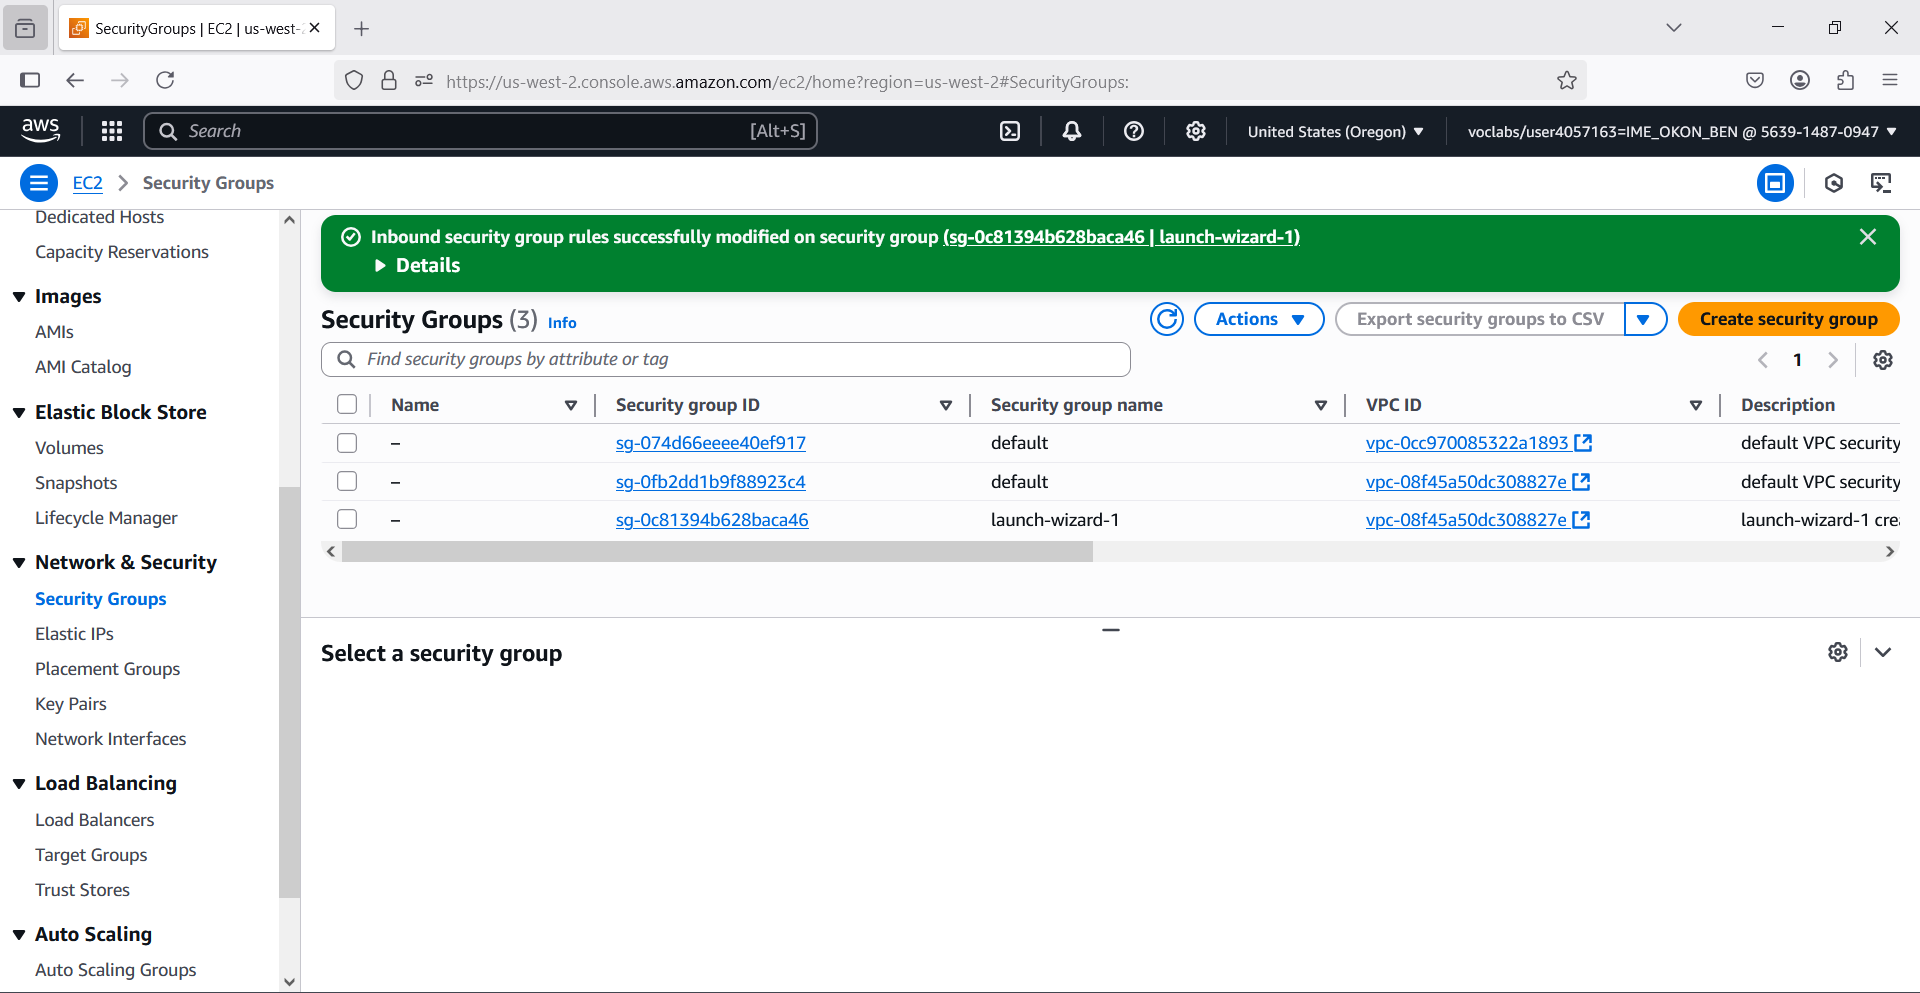 SecurityGroups | EC2 | us-west-
https://us-west-2.console.aws.amazon.com/ec2/home?region=us-west-2#SecurityGroups:
aws
Search
[Alt+S]
United States (Oregon)
voclabs/user4057163=IME_OKON_BEN @ 5639-1487-0947
EC2
Security Groups
Dedicated Hosts
Capacity Reservations
Images
AMIs
AMI Catalog
Elastic Block Store
Volumes
Snapshots
Lifecycle Manager
Network & Security
Security Groups
Elastic IPs
Placement Groups
Key Pairs
Network Interfaces
Load Balancing
Load Balancers
Target Groups
Trust Stores
Auto Scaling
Auto Scaling Groups
Inbound security group rules successfully modified on security group (sg-0c81394b628baca46 | launch-wizard-1)
Details
Security Groups (3) Info
Actions
Export security groups to CSV
Create security group
Find security groups by attribute or tag
1
Name Security group ID Security group name VPC ID Description
– sg-074d66eeee40ef917 default vpc-0cc970085322a1893 default VPC security
– sg-0fb2dd1b9f88923c4 default vpc-08f45a50dc308827e default VPC security
– sg-0c81394b628baca46 launch-wizard-1 vpc-08f45a50dc308827e launch-wizard-1 cre
Select a security group